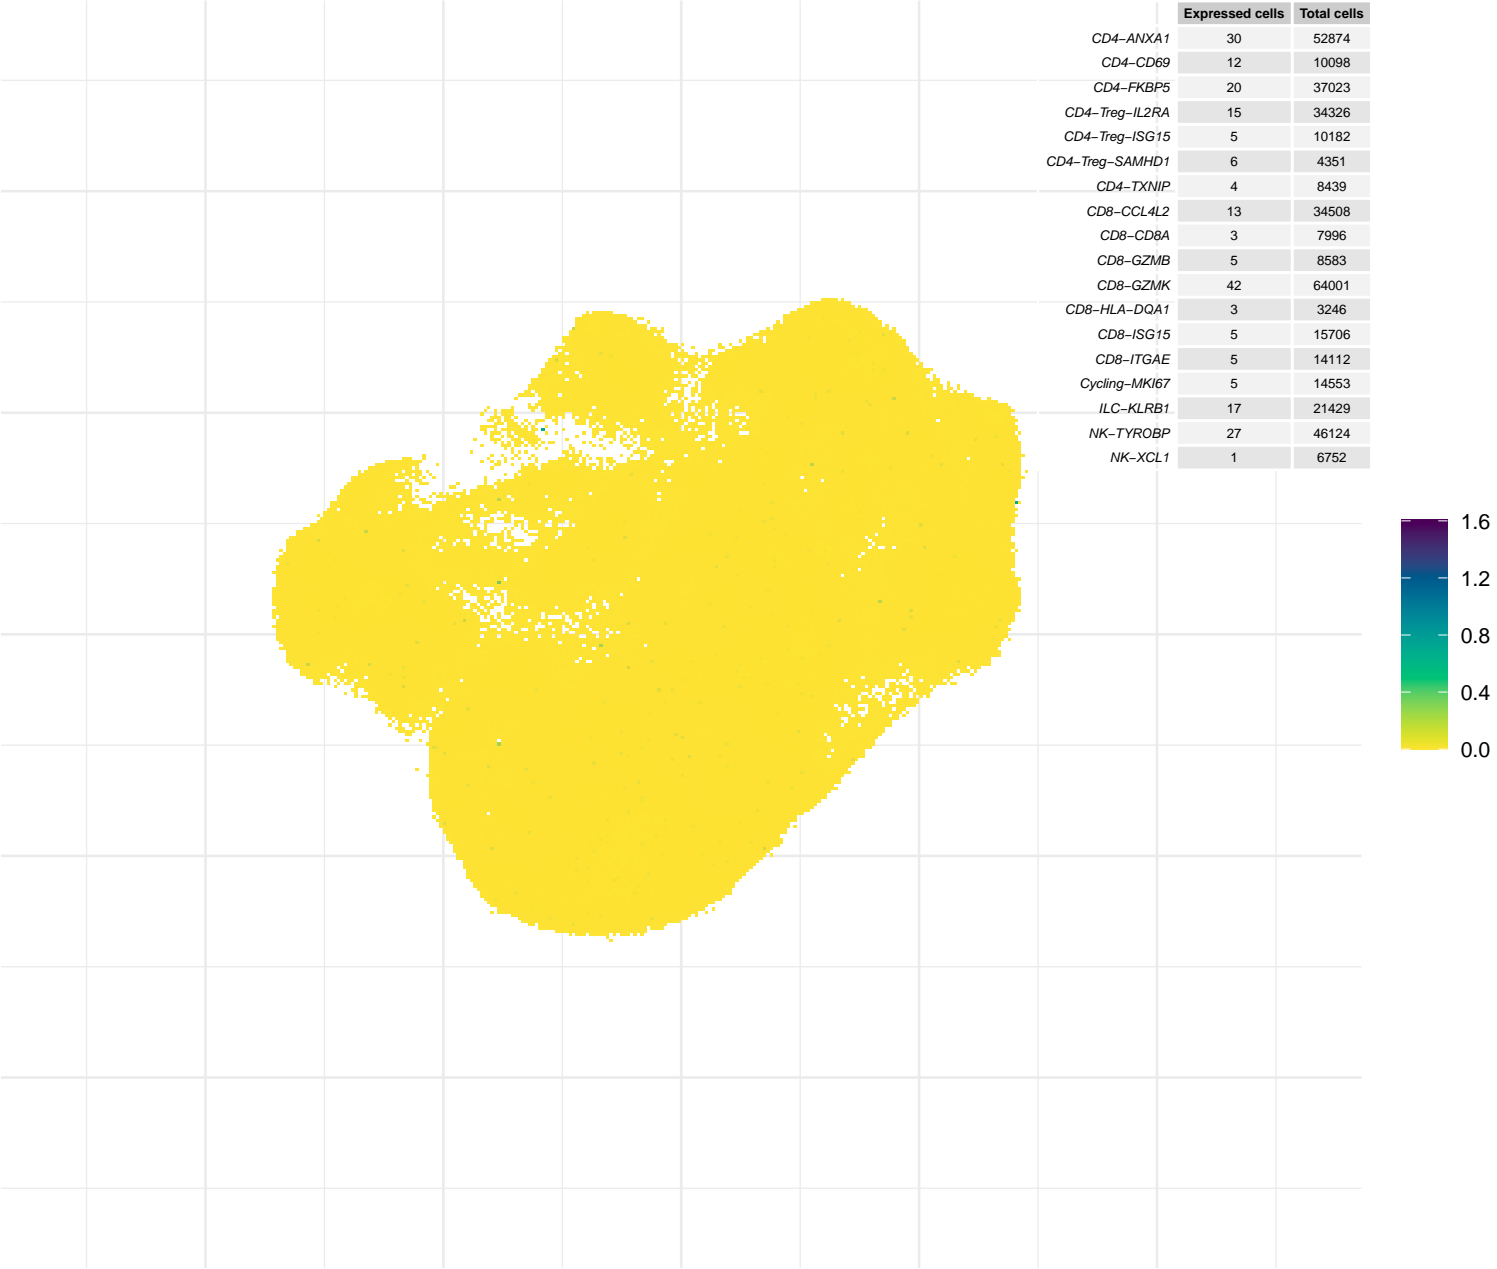 Expressed cells Total cells
CD4−ANXA1 30 52874
CD4−CD69 12 10098
CD4−FKBP5 20 37023
CD4−Treg−IL2RA 15 34326
CD4−Treg−ISG15 5 10182
CD4−Treg−SAMHD1 6 4351
CD4−TXNIP 4 8439
CD8−CCL4L2 13 34508
CD8−CD8A 3 7996
CD8−GZMB 5 8583
CD8−GZMK 42 64001
CD8−HLA−DQA1 3 3246
CD8−ISG15 5 15706
CD8−ITGAE 5 14112
Cycling−MKI67 5 14553
ILC−KLRB1 17 21429
NK−TYROBP 27 46124
NK−XCL1 1 6752
1.6
1.2
0.8
0.4
0.0